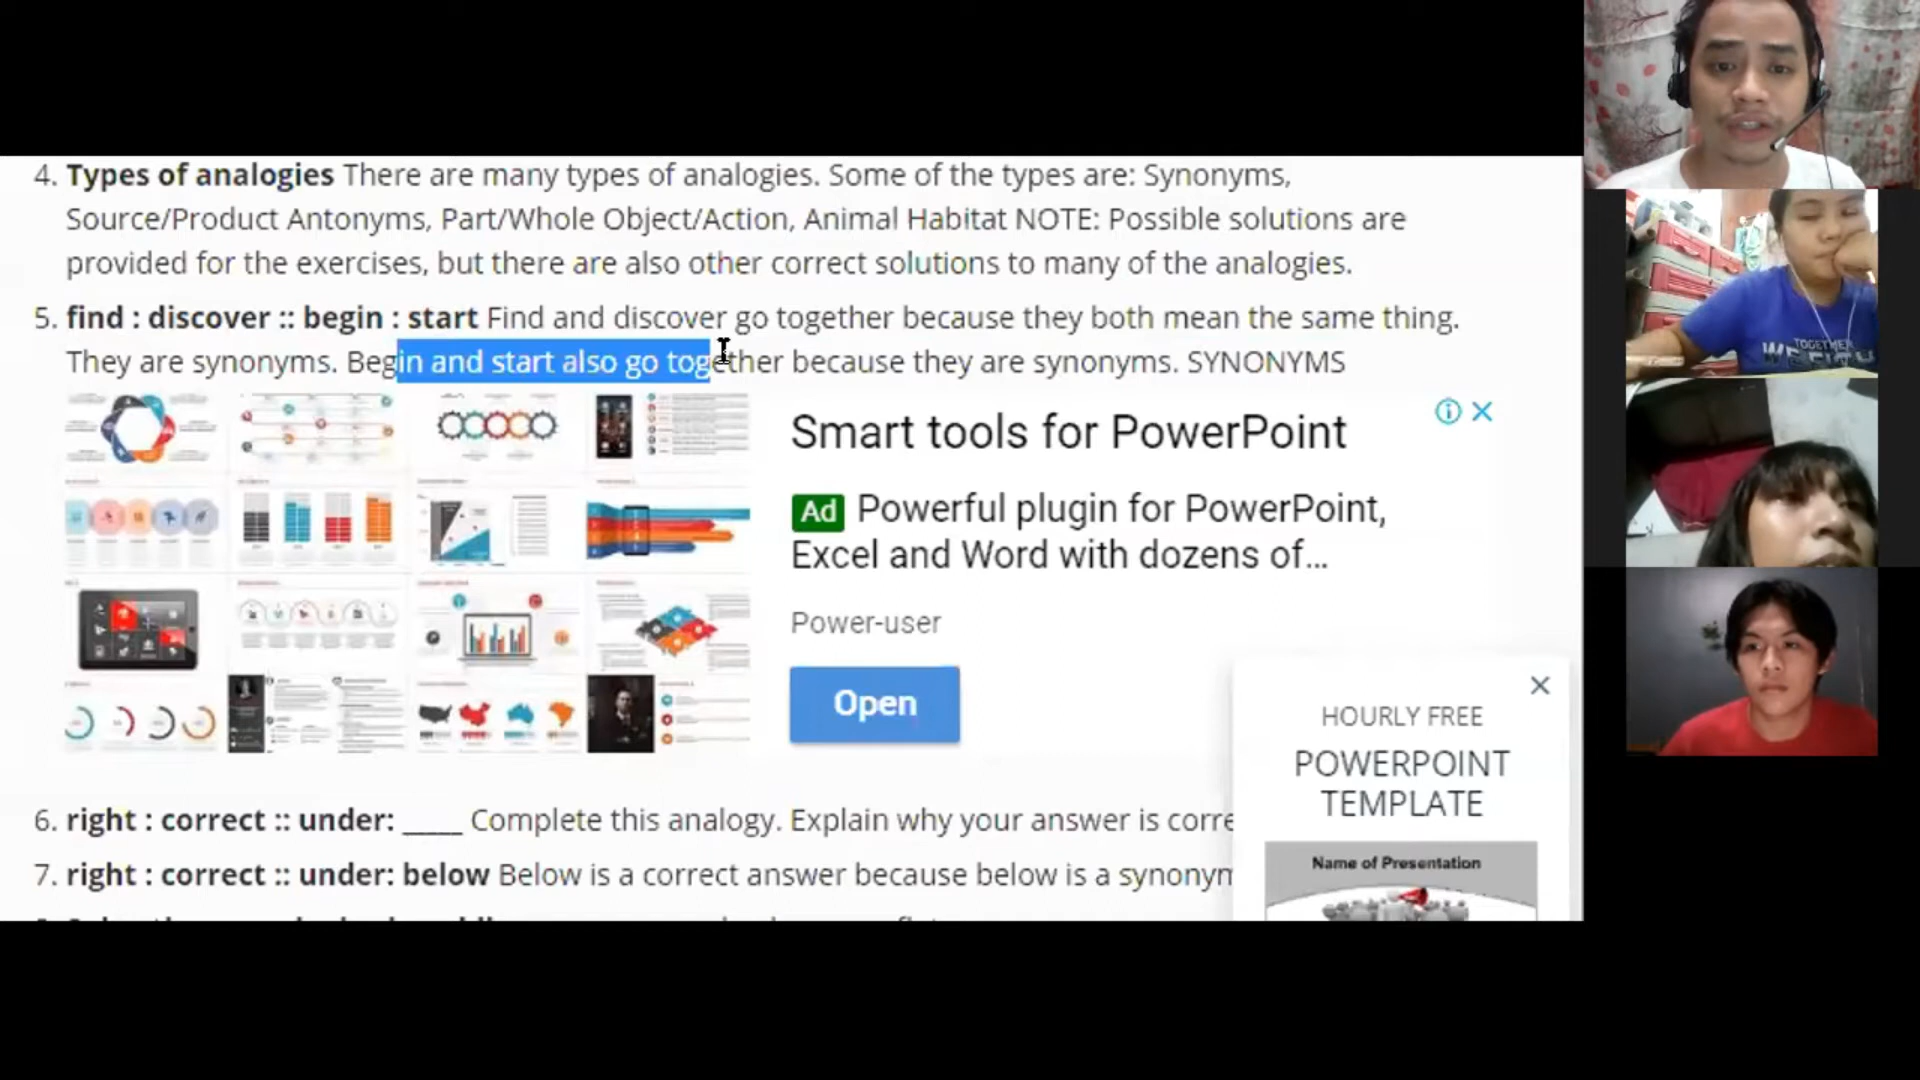 4. Types of analogies There are many types of analogies. Some of the types are: Synonyms,
Source/Product Antonyms, Part/Whole Object/Action, Animal Habitat NOTE: Possible solutions are
provided for the exercises, but there are also other correct solutions to many of the analogies.
5. find : discover :: begin : start Find and discover go together because they both mean the same thing.
They are synonyms. Begin and start also go together because they are synonyms. SYNONYMS
Smart tools for PowerPoint
Ad Powerful plugin for PowerPoint,
Excel and Word with dozens of...
Power-user
Open
HOURLY FREE
POWERPOINT
TEMPLATE
Name of Presentation
6. right : correct :: under: _____ Complete this analogy. Explain why your answer is corre
7. right : correct :: under: below Below is a correct answer because below is a synonym
TOGETHER